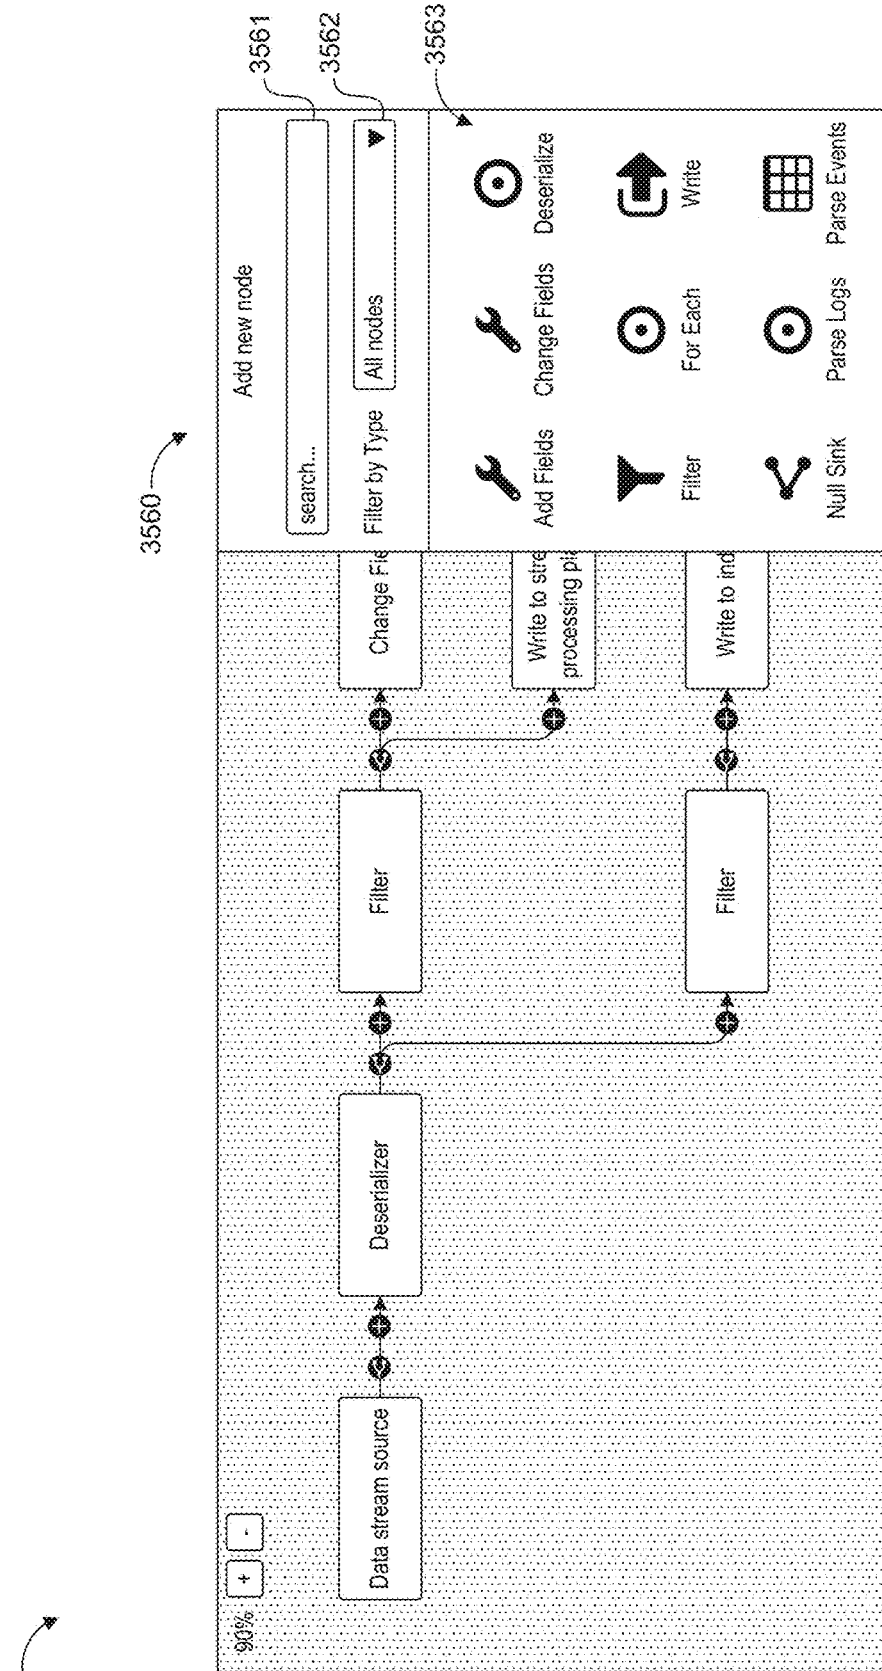 3560
3561
3562
3563
90%
+
-
Add new node
search...
Filter by Type
All nodes
Add Fields
Change Fields
Deserialize
Filter
For Each
Write
Null Sink
Parse Logs
Parse Events
Data stream source
Deserializer
Filter
Change Fie
Write to stre
processing pla
Filter
Write to ind